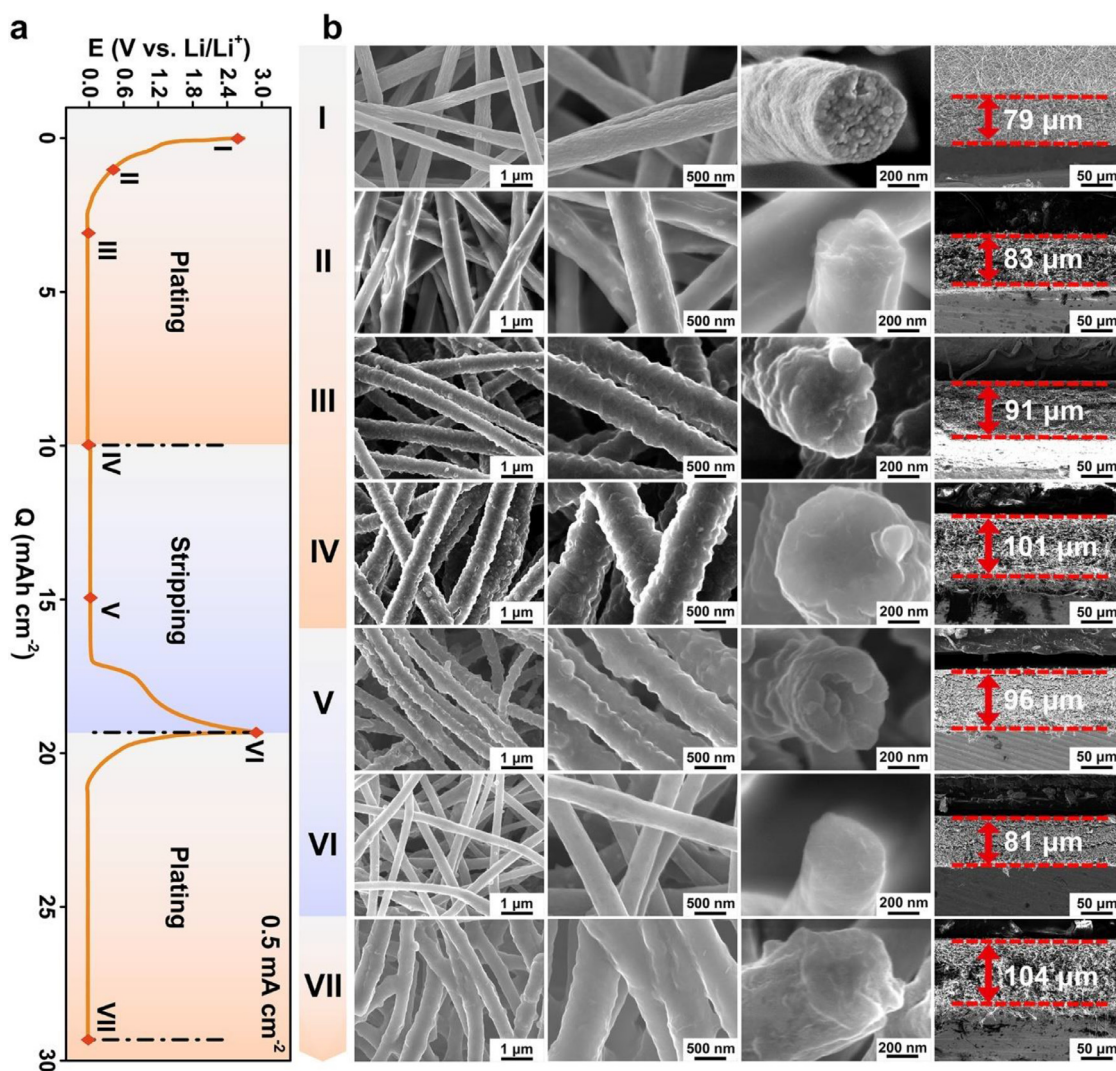 a
E (V vs. Li/Li⁺)
0.0 0.6 1.2 1.8 2.4 3.0
0
5
10
15
20
25
30
Q (mAh cm⁻²)
I
II
III
IV
V
VI
VII
Plating
Stripping
Plating
0.5 mA cm⁻²
b
I
1 μm
500 nm
200 nm
79 μm
50 μm
II
1 μm
500 nm
200 nm
83 μm
50 μm
III
1 μm
500 nm
200 nm
91 μm
50 μm
IV
1 μm
500 nm
200 nm
101 μm
50 μm
V
1 μm
500 nm
200 nm
96 μm
50 μm
VI
1 μm
500 nm
200 nm
81 μm
50 μm
VII
1 μm
500 nm
200 nm
104 μm
50 μm